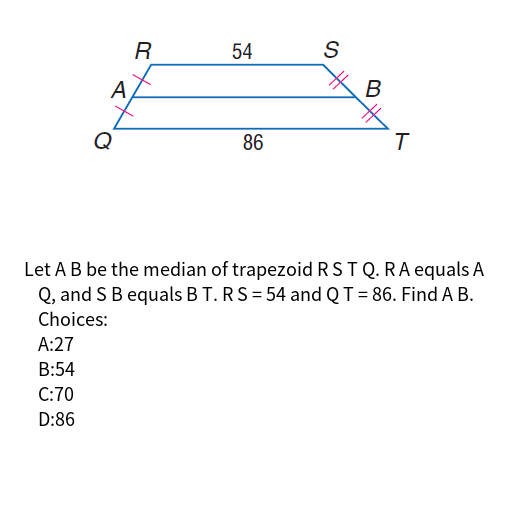 R 54 S
A B
Q 86 T
Let A B be the median of trapezoid R S T Q. R A equals A
Q, and S B equals B T. R S = 54 and Q T = 86. Find A B.
Choices:
A:27
B:54
C:70
D:86